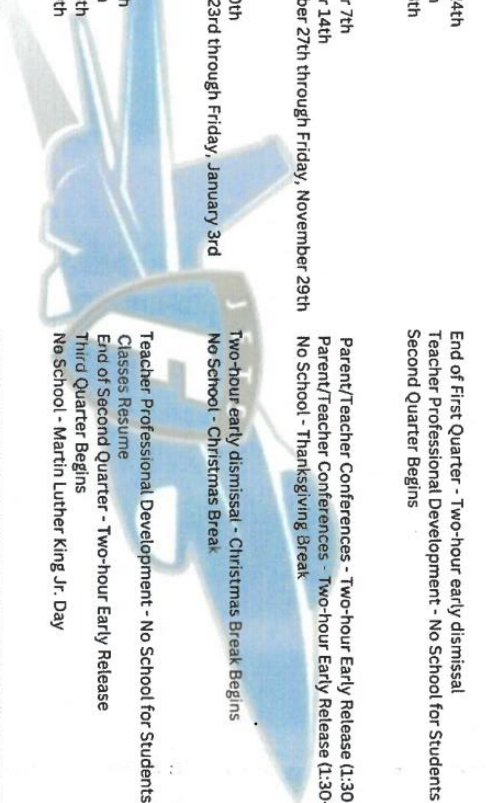 4th End of First Quarter - Two-hour early dismissal
Teacher Professional Development - No School for Students
th Second Quarter Begins
r 7th Parent/Teacher Conferences - Two-hour Early Release (1:30
r 14th Parent/Teacher Conferences - Two-hour Early Release (1:30-
ber 27th through Friday, November 29th No School - Thanksgiving Break
0th Two-hour early dismissal - Christmas Break Begins
23rd through Friday, January 3rd No School - Christmas Break
Teacher Professional Development - No School for Students
Classes Resume
End of Second Quarter - Two-hour Early Release
th Third Quarter Begins
th No School - Martin Luther King Jr. Day